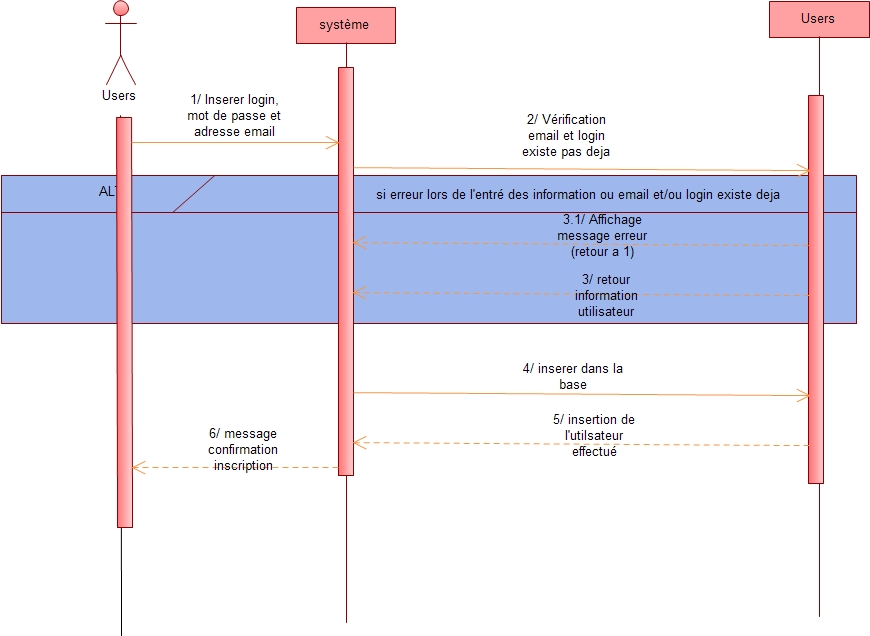 système
Users
Users
1/ Inserer login,
mot de passe et
adresse email
2/ Vérification
email et login
existe pas deja
ALT
si erreur lors de l'entré des information ou email et/ou login existe deja
3.1/ Affichage
message erreur
(retour a 1)
3/ retour
information
utilisateur
4/ inserer dans la
base
5/ insertion de
l'utilsateur
effectué
6/ message
confirmation
inscription